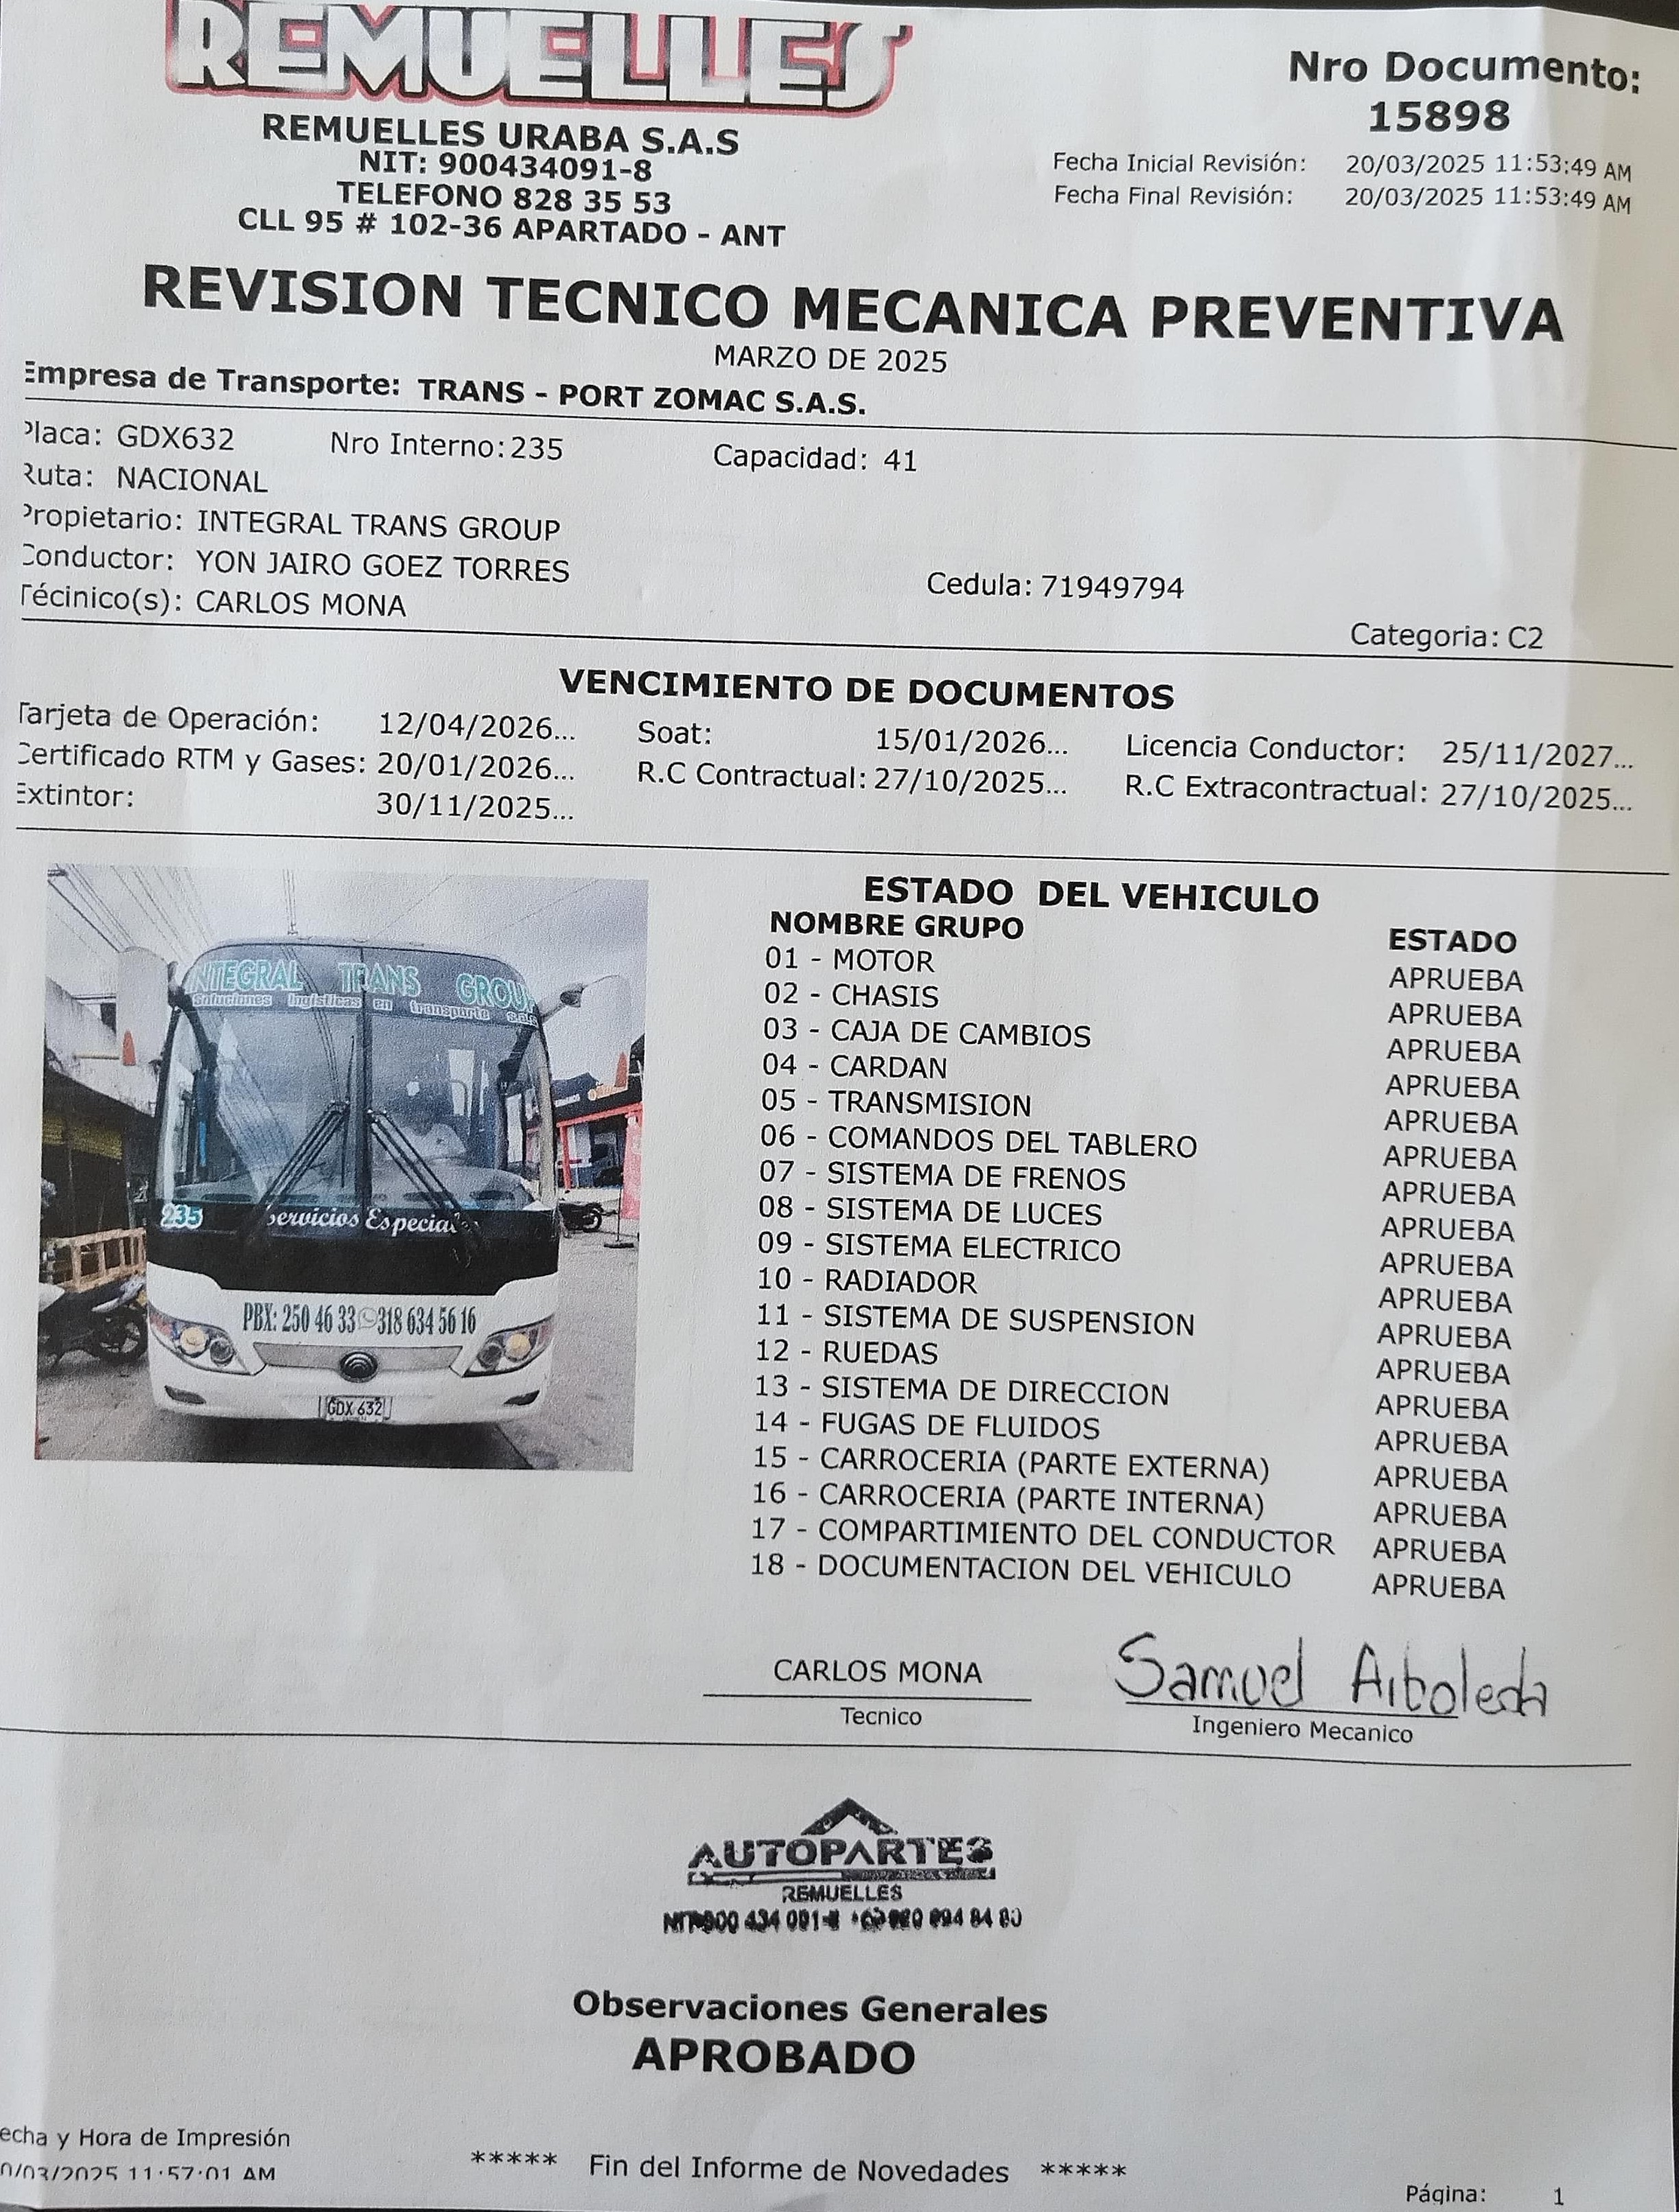 REMUELLES
REMUELLES URABA S.A.S
NIT: 900434091-8
TELEFONO 828 35 53
CLL 95 # 102-36 APARTADO - ANT
Nro Documento:
15898
Fecha Inicial Revisión: 20/03/2025 11:53:49 AM
Fecha Final Revisión: 20/03/2025 11:53:49 AM
REVISION TECNICO MECANICA PREVENTIVA
MARZO DE 2025
Empresa de Transporte: TRANS - PORT ZOMAC S.A.S.
Placa: GDX632 Nro Interno: 235 Capacidad: 41
Ruta: NACIONAL
Propietario: INTEGRAL TRANS GROUP
Conductor: YON JAIRO GOEZ TORRES Cedula: 71949794
Técinico(s): CARLOS MONA Categoria: C2
VENCIMIENTO DE DOCUMENTOS
Tarjeta de Operación: 12/04/2026... Soat: 15/01/2026... Licencia Conductor: 25/11/2027...
Certificado RTM y Gases: 20/01/2026... R.C Contractual: 27/10/2025... R.C Extracontractual: 27/10/2025...
Extintor: 30/11/2025...
INTEGRAL TRANS GROU
Soluciones logísticas en transporte s.a.s
235 Servicios Especial
PBX: 250 46 33 318 634 56 16
GDX 632
ESTADO DEL VEHICULO
NOMBRE GRUPO ESTADO
01 - MOTOR APRUEBA
02 - CHASIS APRUEBA
03 - CAJA DE CAMBIOS APRUEBA
04 - CARDAN APRUEBA
05 - TRANSMISION APRUEBA
06 - COMANDOS DEL TABLERO APRUEBA
07 - SISTEMA DE FRENOS APRUEBA
08 - SISTEMA DE LUCES APRUEBA
09 - SISTEMA ELECTRICO APRUEBA
10 - RADIADOR APRUEBA
11 - SISTEMA DE SUSPENSION APRUEBA
12 - RUEDAS APRUEBA
13 - SISTEMA DE DIRECCION APRUEBA
14 - FUGAS DE FLUIDOS APRUEBA
15 - CARROCERIA (PARTE EXTERNA) APRUEBA
16 - CARROCERIA (PARTE INTERNA) APRUEBA
17 - COMPARTIMIENTO DEL CONDUCTOR APRUEBA
18 - DOCUMENTACION DEL VEHICULO APRUEBA
CARLOS MONA Samuel Arboleda
Tecnico Ingeniero Mecanico
AUTOPARTES
REMUELLES
434 091-8
Observaciones Generales
APROBADO
echa y Hora de Impresión
0/03/2025 11:57:01 AM
***** Fin del Informe de Novedades *****
Página: 1